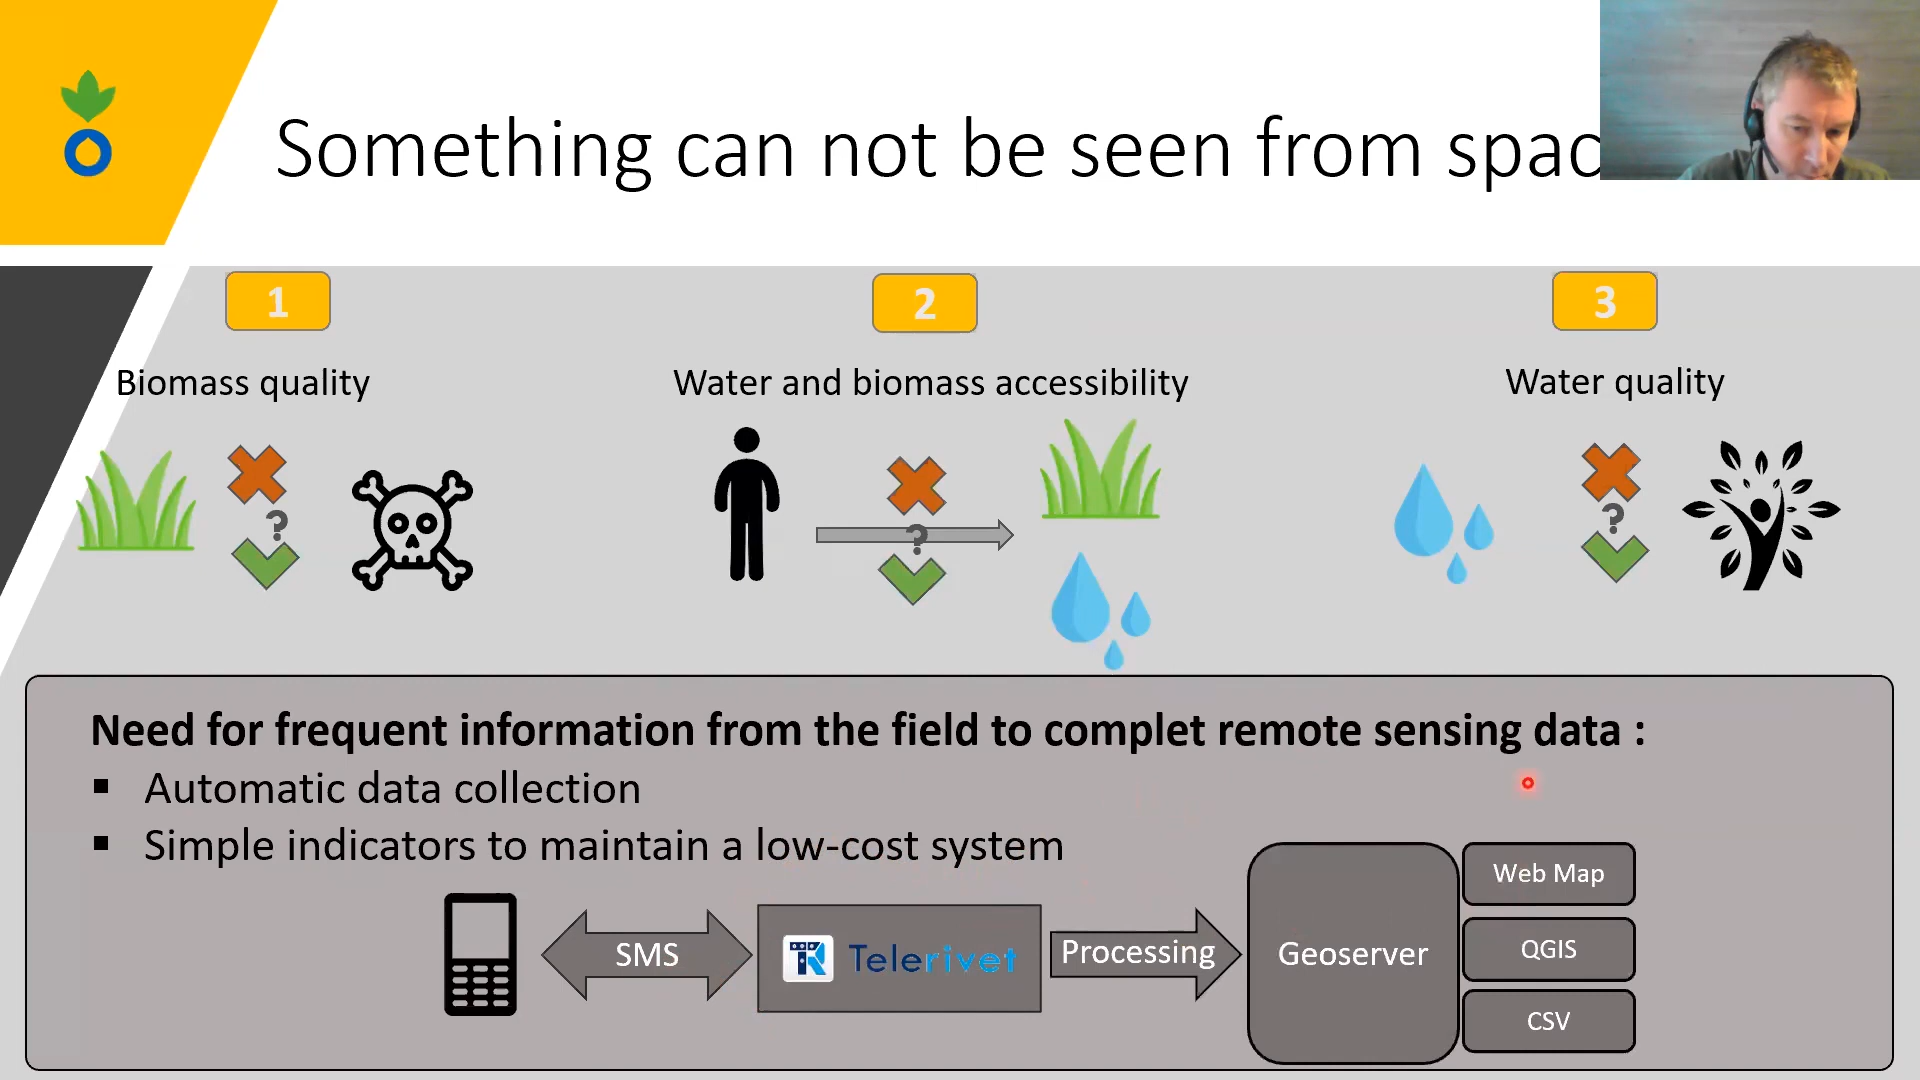 Something can not be seen from spac
1
2
3
Biomass quality
Water and biomass accessibility
Water quality
?
?
?
Need for frequent information from the field to complet remote sensing data :
▪ Automatic data collection
▪ Simple indicators to maintain a low-cost system
SMS
Telerivet
Processing
Geoserver
Web Map
QGIS
CSV